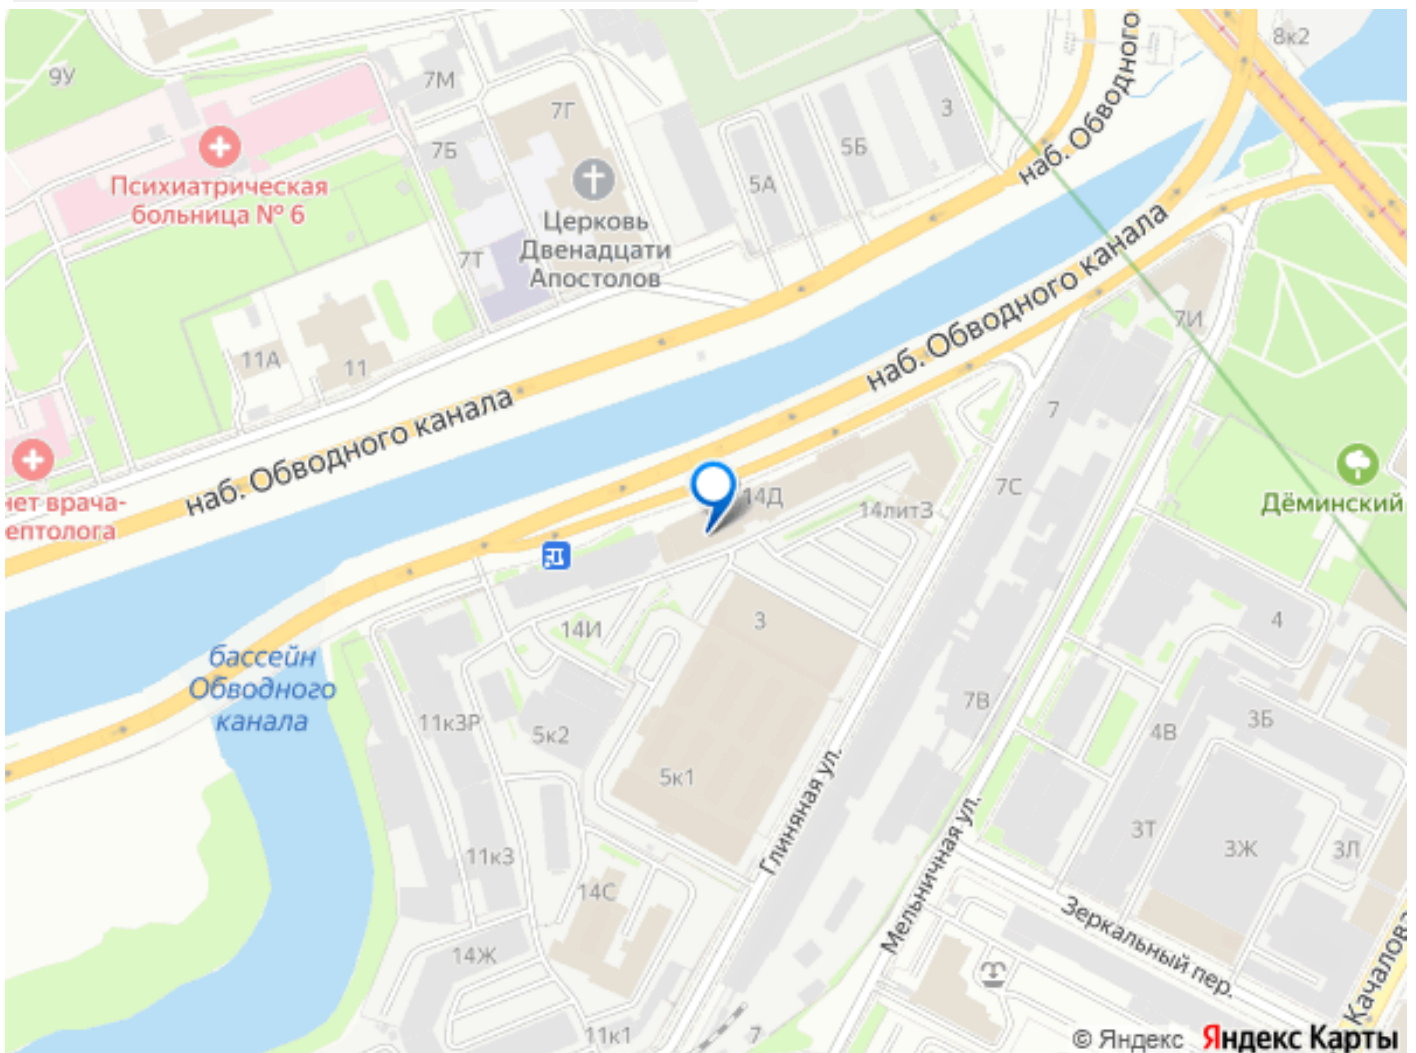 8к2
9У
7М
7Г
3
5Б
7Б
5А
наб. Обводного
Психиатрическая
больница № 6
Церковь
Двенадцати
Апостолов
7Т
наб. Обводного канала
7И
11А
11
наб. Обводного канала
7
нет врача-
ептолога
14Д
14литЗ
7С
Дёминский
14И
3
4
бассейн
Обводного
канала
11к3Р
5к2
7В
4В
3Б
5к1
Глиняная ул.
Мельничная ул.
3Т
3Ж
3Л
11к3
14С
Зеркальный пер.
Качалова
14Ж
11к1
7
© Яндекс Яндекс Карты